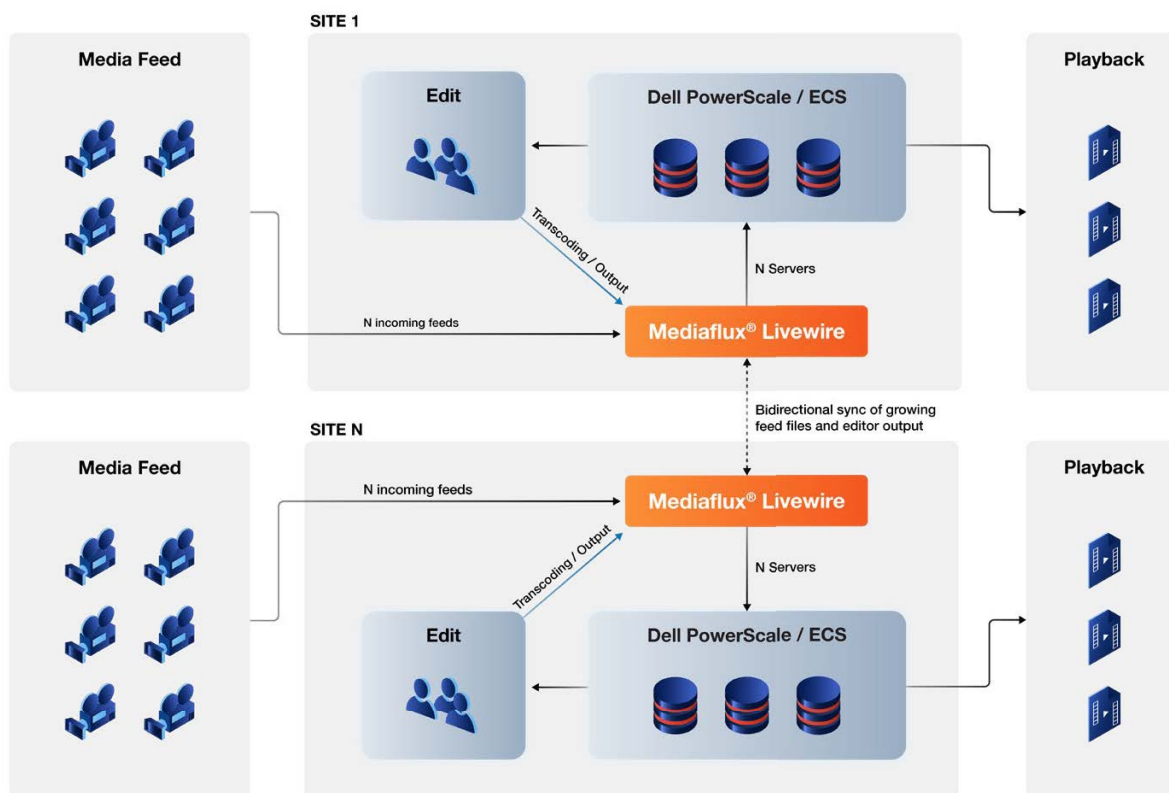 SITE 1
Media Feed
Edit
Dell PowerScale / ECS
Playback
Transcoding / Output
N Servers
N incoming feeds
Mediaflux® Livewire
Bidirectional sync of growing
feed files and editor output
SITE N
Media Feed
Playback
N incoming feeds
Mediaflux® Livewire
Transcoding / Output
N Servers
Edit
Dell PowerScale / ECS